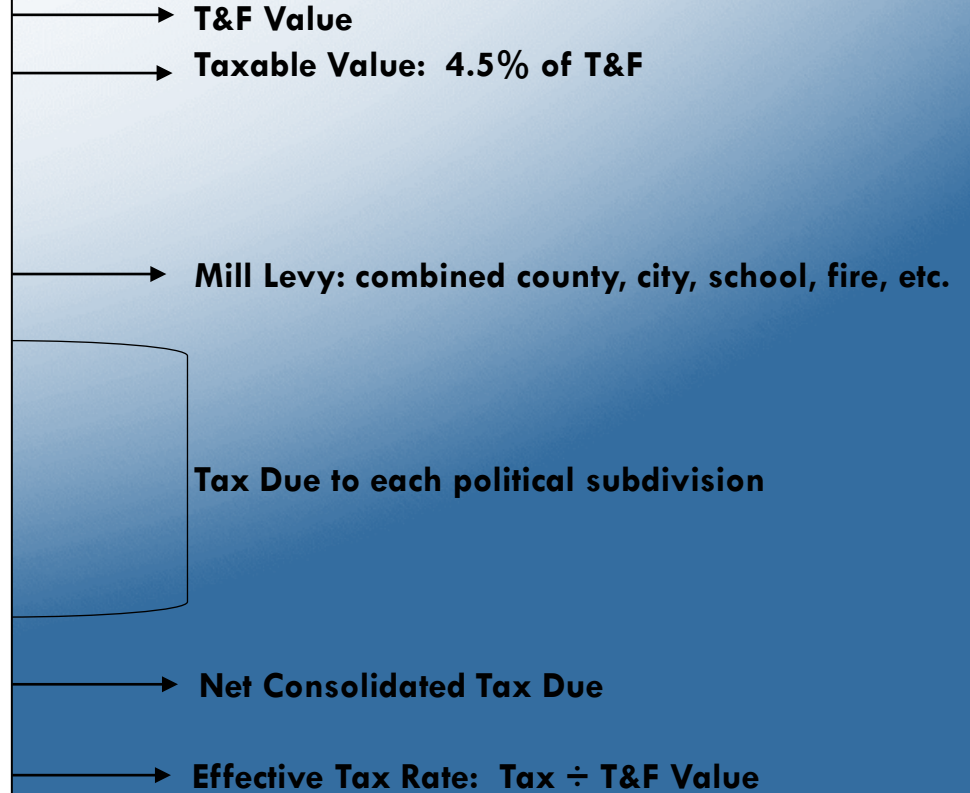 T&F Value
Taxable Value: 4.5% of T&F
Mill Levy: combined county, city, school, fire, etc.
Tax Due to each political subdivision
Net Consolidated Tax Due
Effective Tax Rate: Tax ÷ T&F Value